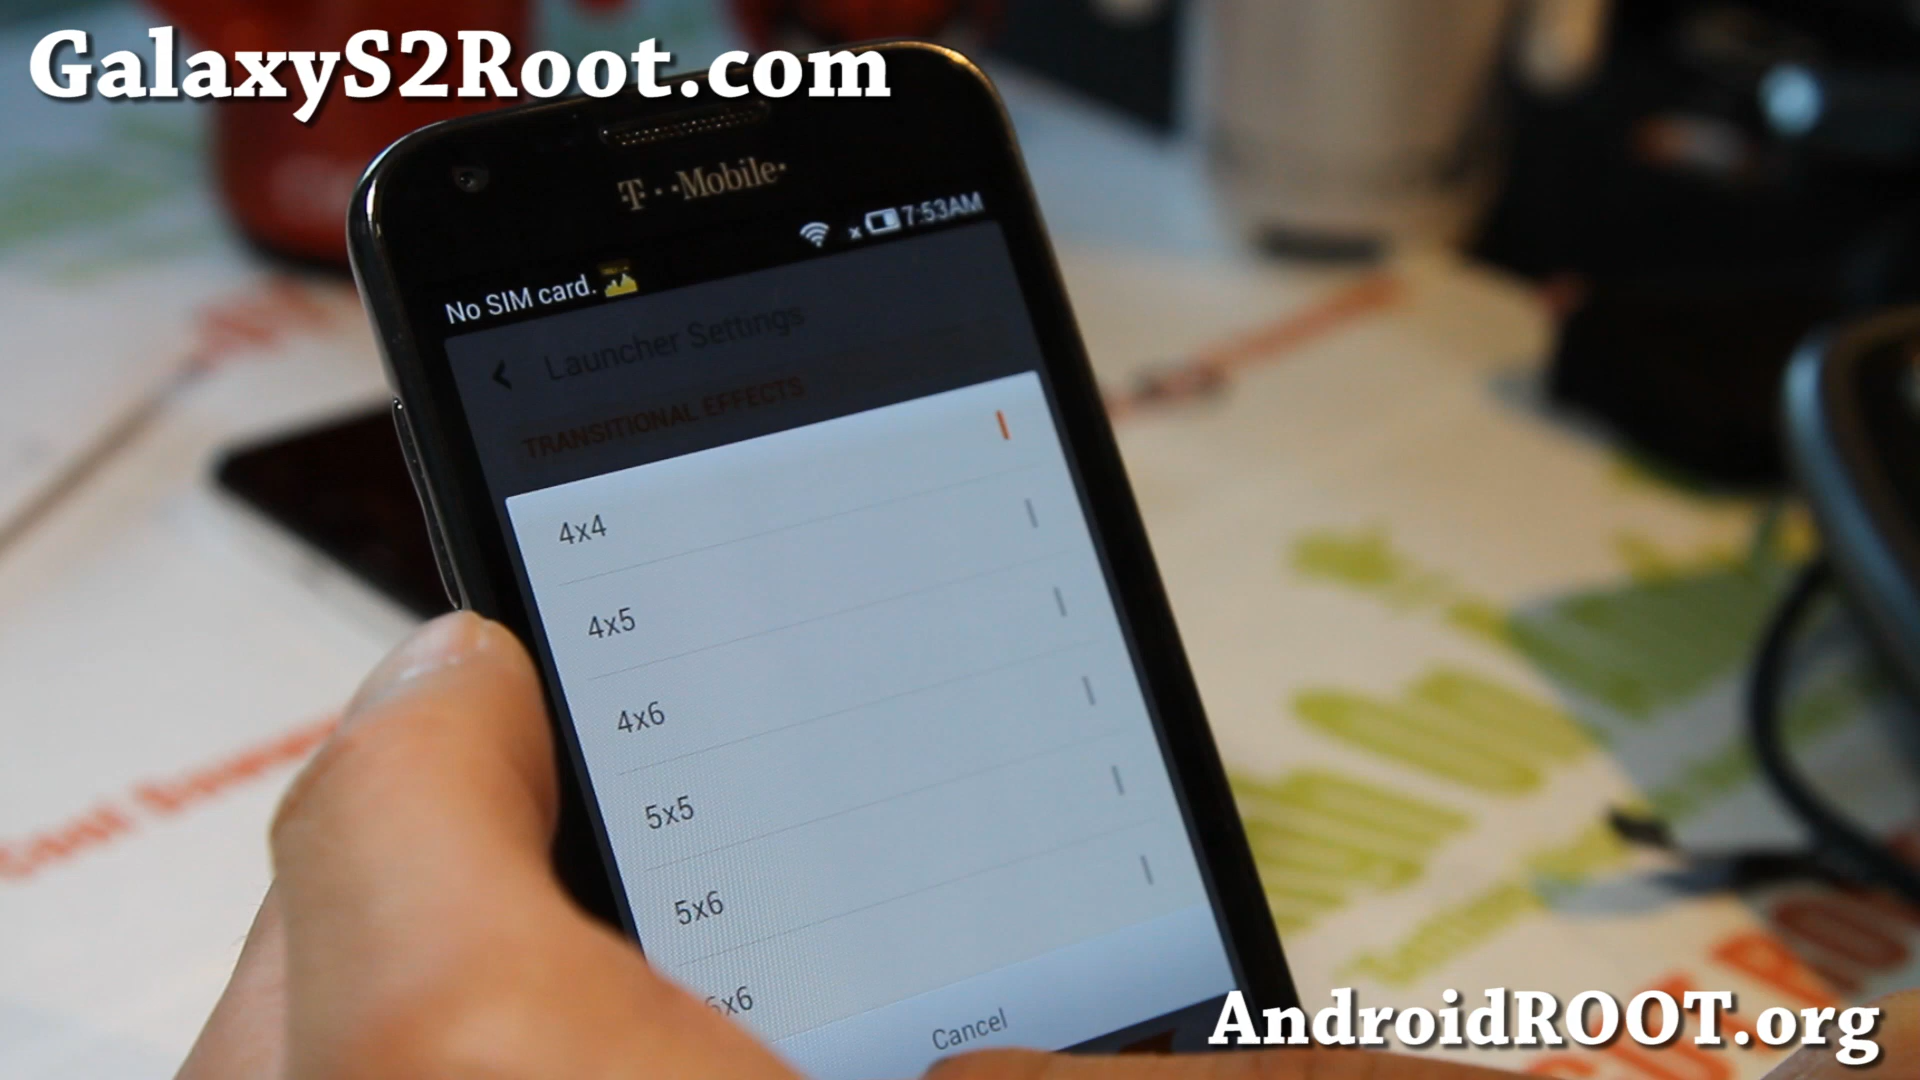 GalaxyS2Root.com
T··Mobile·
7:53AM
No SIM card.
Launcher Settings
TRANSITIONAL EFFECTS
4x4
4x5
4x6
5x5
5x6
6x6
Cancel
AndroidROOT.org